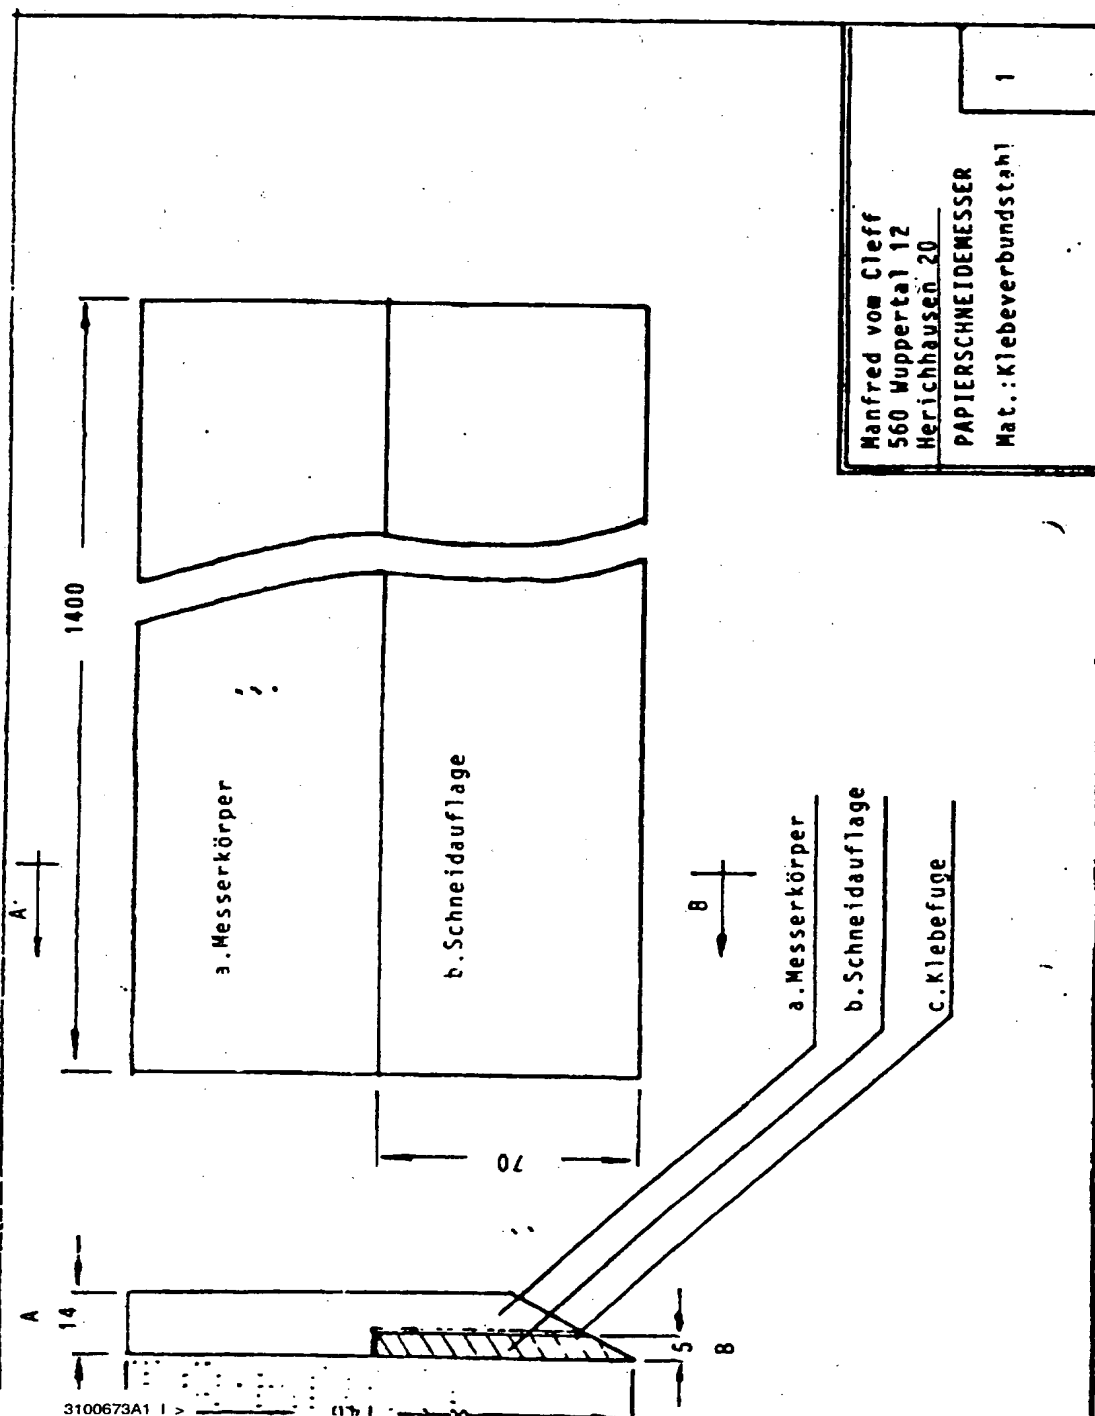 1400
A
a.Messerkörper
b.Schneidauflage
B
70
A
14
5
B
a.Messerkörper
b.Schneidauflage
c.Klebefuge
Manfred vom Cleff
560 Wuppertal 12
Herichhausen 20
PAPIERSCHNEIDEMESSER
Mat.:Klebeverbundstahl
1
3100673A1 I >